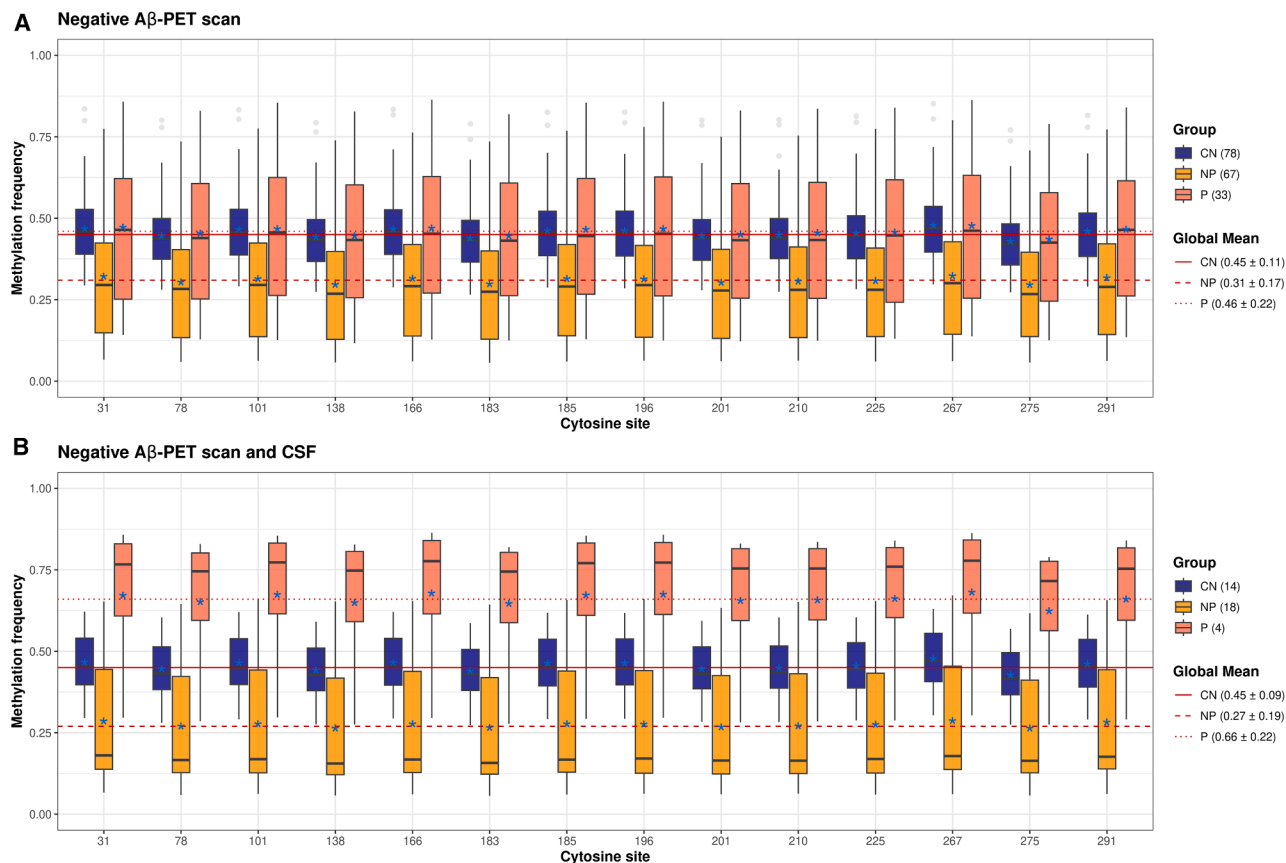 A
Negative Aβ-PET scan
Methylation frequency
1.00
0.75
0.50
0.25
0.00
31 78 101 138 166 183 185 196 201 210 225 267 275 291
Cytosine site
Group
CN (78)
NP (67)
P (33)
Global Mean
CN (0.45 ± 0.11)
NP (0.31 ± 0.17)
P (0.46 ± 0.22)
B
Negative Aβ-PET scan and CSF
Methylation frequency
1.00
0.75
0.50
0.25
0.00
31 78 101 138 166 183 185 196 201 210 225 267 275 291
Cytosine site
Group
CN (14)
NP (18)
P (4)
Global Mean
CN (0.45 ± 0.09)
NP (0.27 ± 0.19)
P (0.66 ± 0.22)